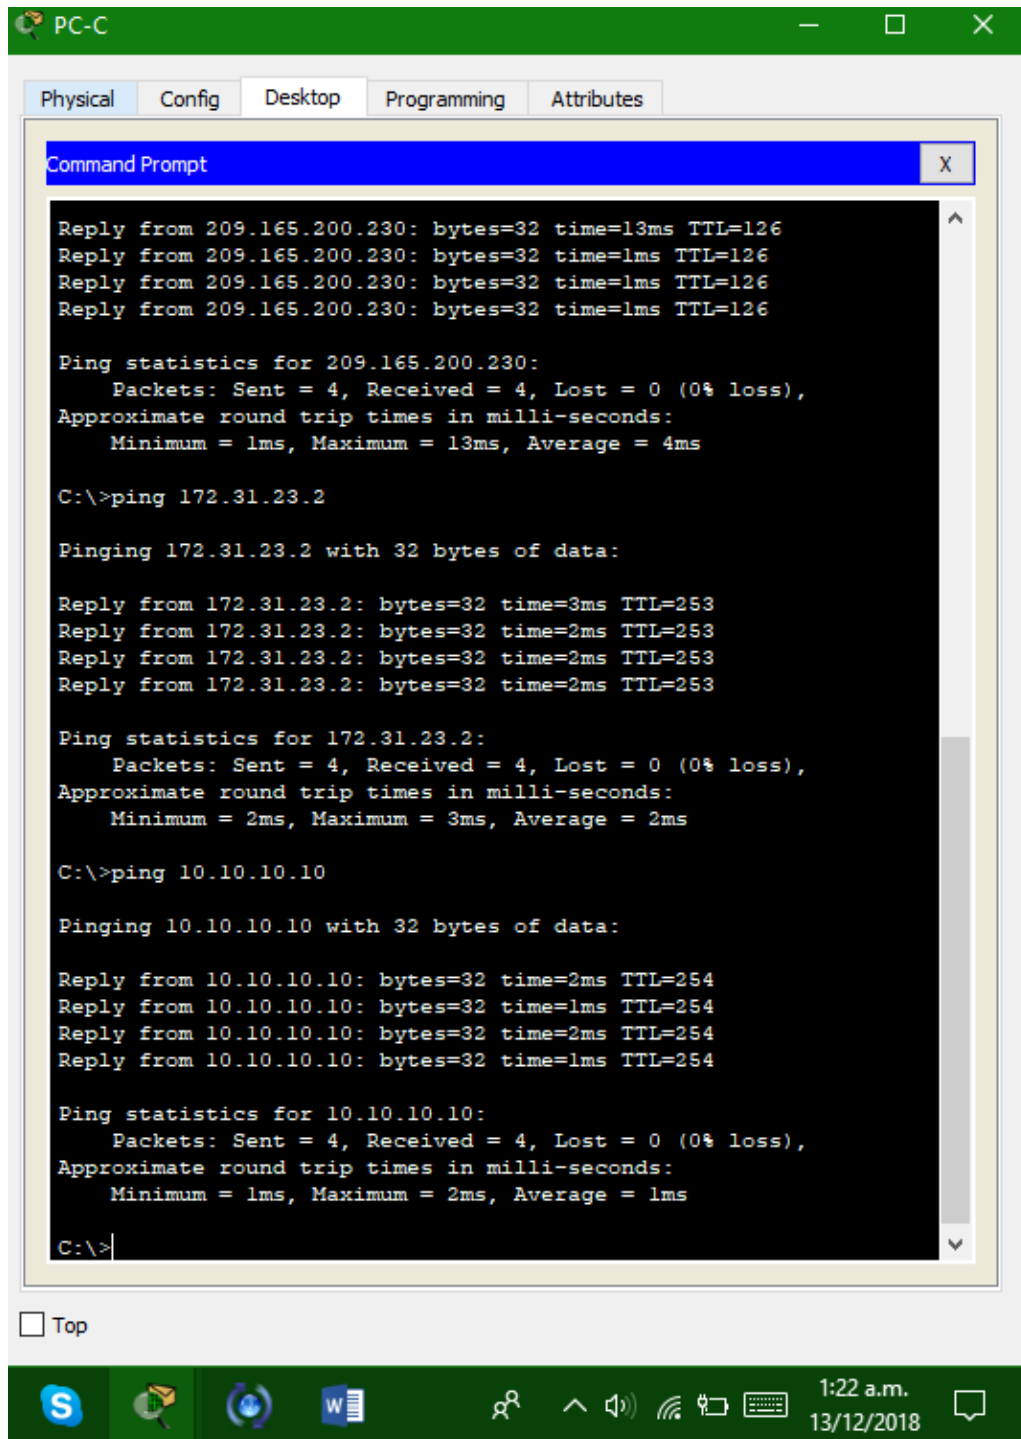 PC-C
Physical Config Desktop Programming Attributes
Command Prompt X
Reply from 209.165.200.230: bytes=32 time=13ms TTL=126
Reply from 209.165.200.230: bytes=32 time=1ms TTL=126
Reply from 209.165.200.230: bytes=32 time=1ms TTL=126
Reply from 209.165.200.230: bytes=32 time=1ms TTL=126
Ping statistics for 209.165.200.230:
Packets: Sent = 4, Received = 4, Lost = 0 (0% loss),
Approximate round trip times in milli-seconds:
Minimum = 1ms, Maximum = 13ms, Average = 4ms
C:\>ping 172.31.23.2
Pinging 172.31.23.2 with 32 bytes of data:
Reply from 172.31.23.2: bytes=32 time=3ms TTL=253
Reply from 172.31.23.2: bytes=32 time=2ms TTL=253
Reply from 172.31.23.2: bytes=32 time=2ms TTL=253
Reply from 172.31.23.2: bytes=32 time=2ms TTL=253
Ping statistics for 172.31.23.2:
Packets: Sent = 4, Received = 4, Lost = 0 (0% loss),
Approximate round trip times in milli-seconds:
Minimum = 2ms, Maximum = 3ms, Average = 2ms
C:\>ping 10.10.10.10
Pinging 10.10.10.10 with 32 bytes of data:
Reply from 10.10.10.10: bytes=32 time=2ms TTL=254
Reply from 10.10.10.10: bytes=32 time=1ms TTL=254
Reply from 10.10.10.10: bytes=32 time=2ms TTL=254
Reply from 10.10.10.10: bytes=32 time=1ms TTL=254
Ping statistics for 10.10.10.10:
Packets: Sent = 4, Received = 4, Lost = 0 (0% loss),
Approximate round trip times in milli-seconds:
Minimum = 1ms, Maximum = 2ms, Average = 1ms
C:\>
Top
1:22 a.m.
13/12/2018